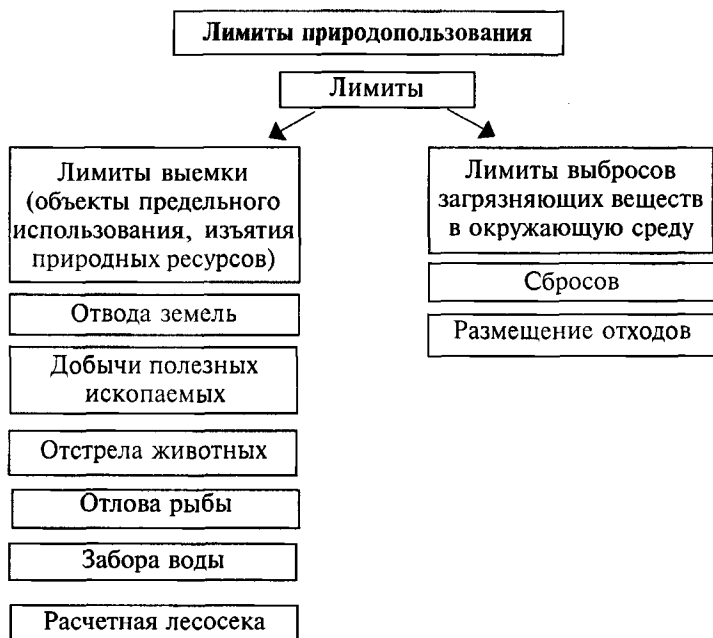 Лимиты природопользования
Лимиты
Лимиты выемки
(объекты предельного
использования, изъятия
природных ресурсов)
Отвода земель
Добычи полезных
ископаемых
Отстрела животных
Отлова рыбы
Забора воды
Расчетная лесосека
Лимиты выбросов
загрязняющих веществ
в окружающую среду
Сбросов
Размещение отходов